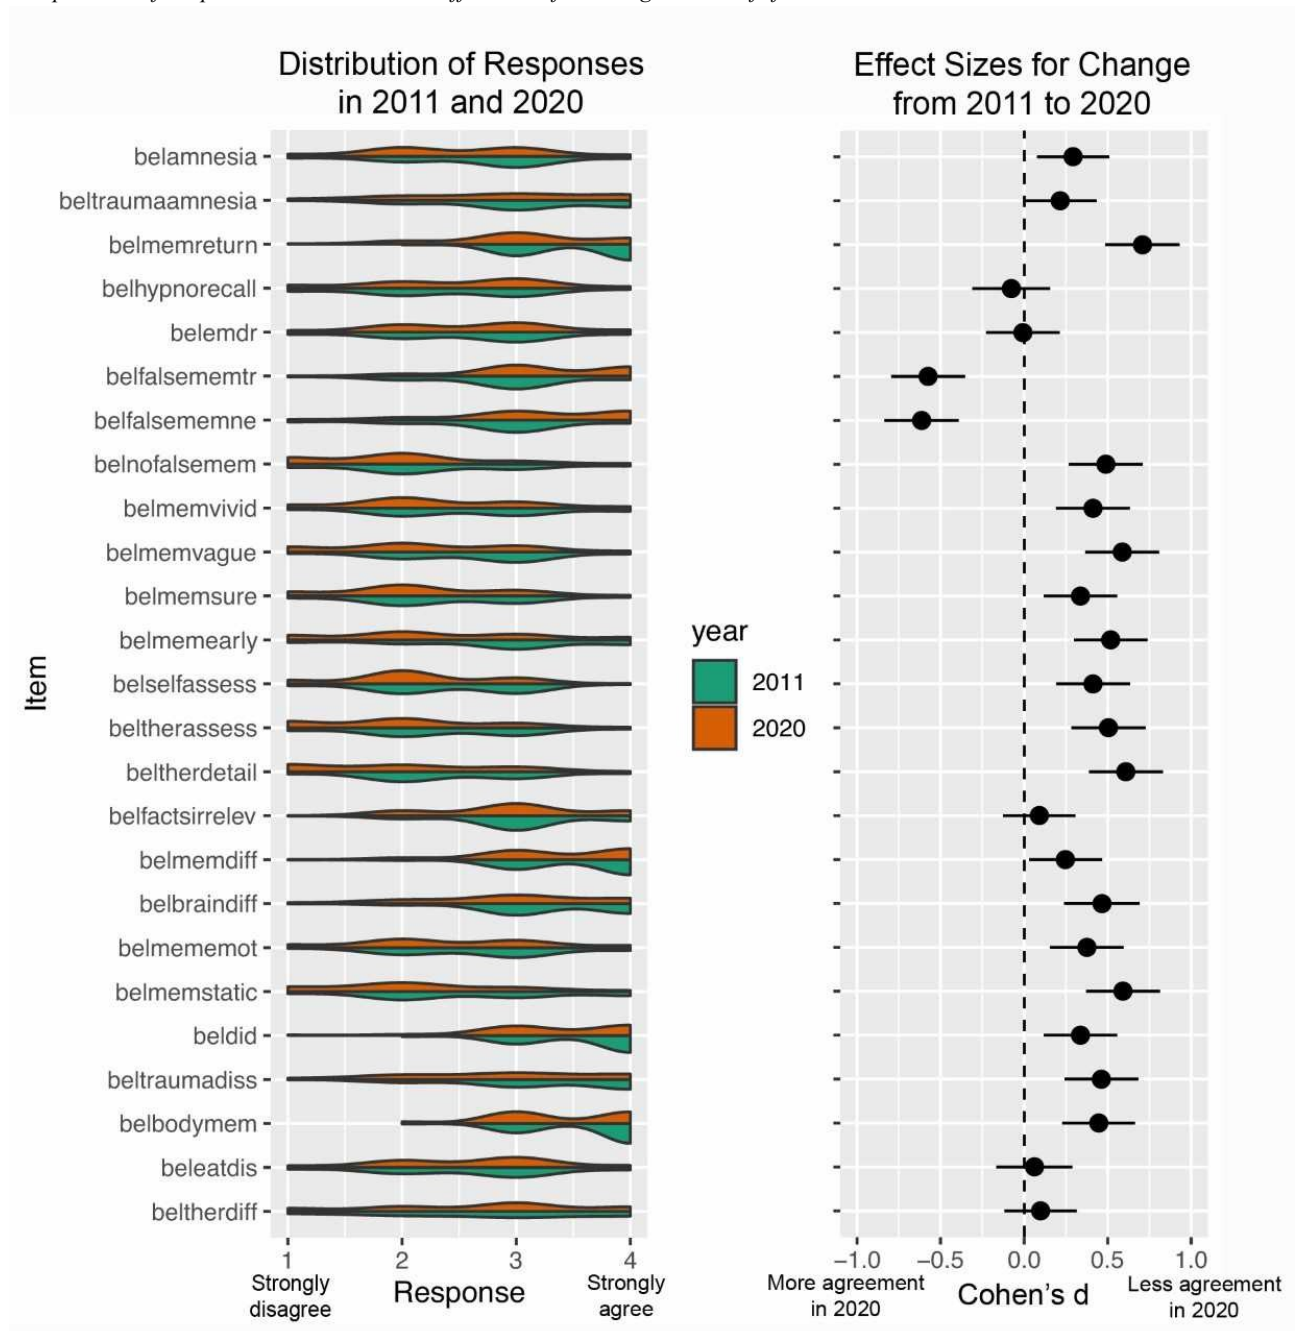 Distribution of Responses
in 2011 and 2020
Effect Sizes for Change
from 2011 to 2020
Item
belamnesia
beltraumaamnesia
belmemreturn
belhypnorecall
belemdr
belfalsememtr
belfalsememne
belnofalsemem
belmemvivid
belmemvague
belmemsure
belmemearly
belselfassess
beltherassess
beltherdetail
belfactsirrelev
belmemdiff
belbraindiff
belmememot
belmemstatic
beldid
beltraumadiss
belbodymem
beleatdis
beltherdiff
year
2011
2020
1 2 3 4
Strongly
disagree
Response
Strongly
agree
−1.0 −0.5 0.0 0.5 1.0
More agreement
in 2020
Cohen's d
Less agreement
in 2020